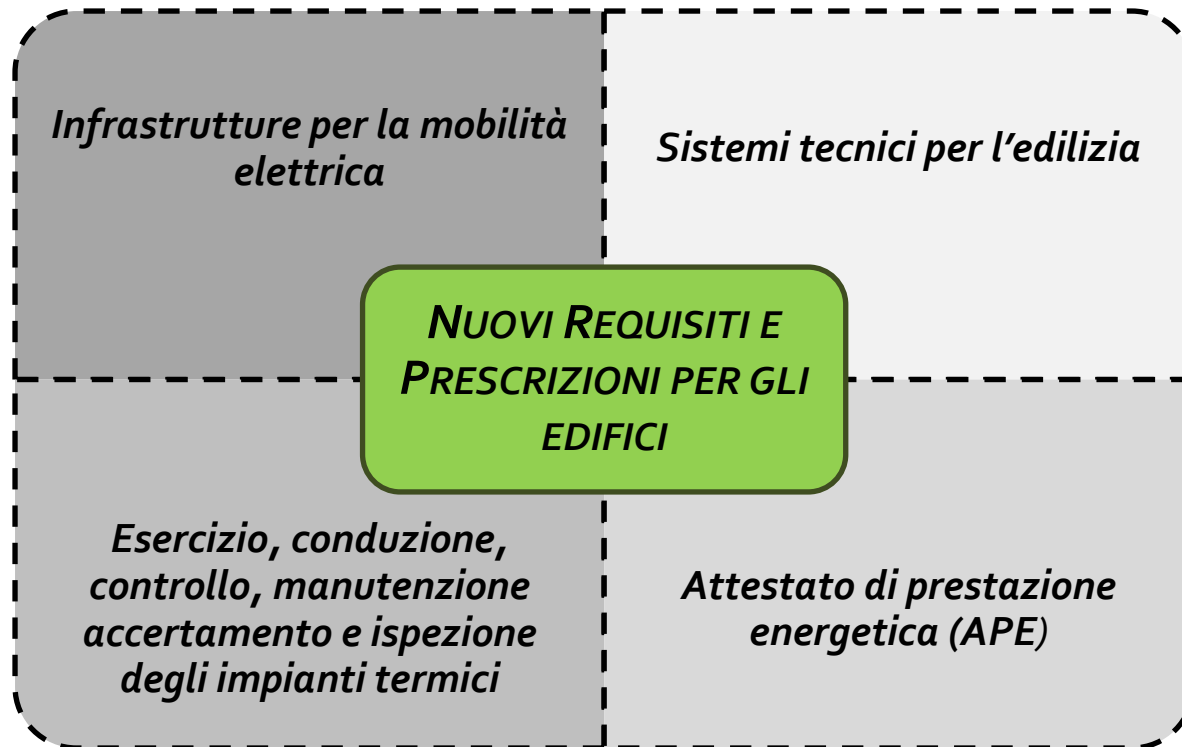 Infrastrutture per la mobilità
elettrica
Sistemi tecnici per l'edilizia
NUOVI REQUISITI E
PRESCRIZIONI PER GLI
EDIFICI
Esercizio, conduzione,
controllo, manutenzione
accertamento e ispezione
degli impianti termici
Attestato di prestazione
energetica (APE)